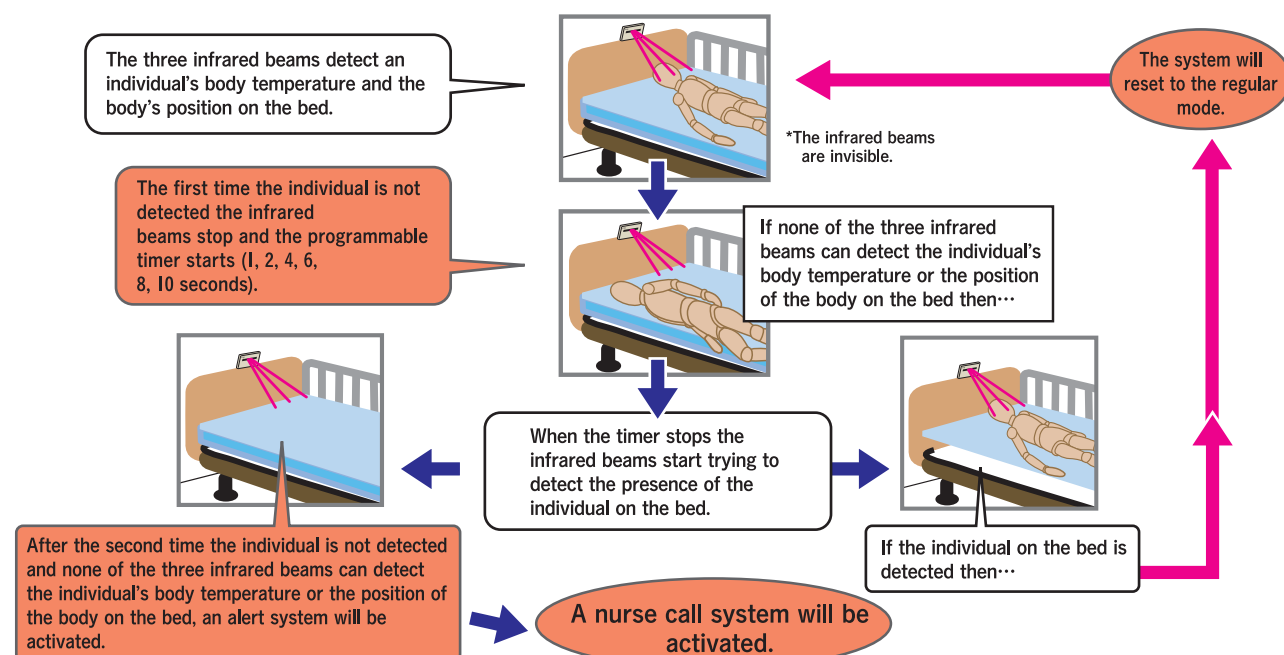 The three infrared beams detect an
individual's body temperature and the
body's position on the bed.
The system will
reset to the regular
mode.
*The infrared beams
are invisible.
The first time the individual is not
detected the infrared
beams stop and the programmable
timer starts (1, 2, 4, 6,
8, 10 seconds).
If none of the three infrared
beams can detect the individual's
body temperature or the position
of the body on the bed then···
When the timer stops the
infrared beams start trying to
detect the presence of the
individual on the bed.
If the individual on the bed is
detected then···
After the second time the individual is not detected
and none of the three infrared beams can detect
the individual's body temperature or the position of
the body on the bed, an alert system will be
activated.
A nurse call system will be
activated.